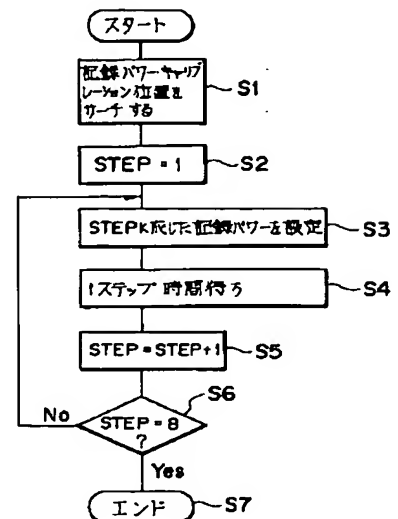 スタート
記録パワーキャリブ
レーション位置を
サーチする
S1
STEP = 1
S2
STEPに応じた記録パワーを設定
S3
1ステップ時間待つ
S4
STEP=STEP+1
S5
S6
No
STEP = 8
?
Yes
エンド
S7